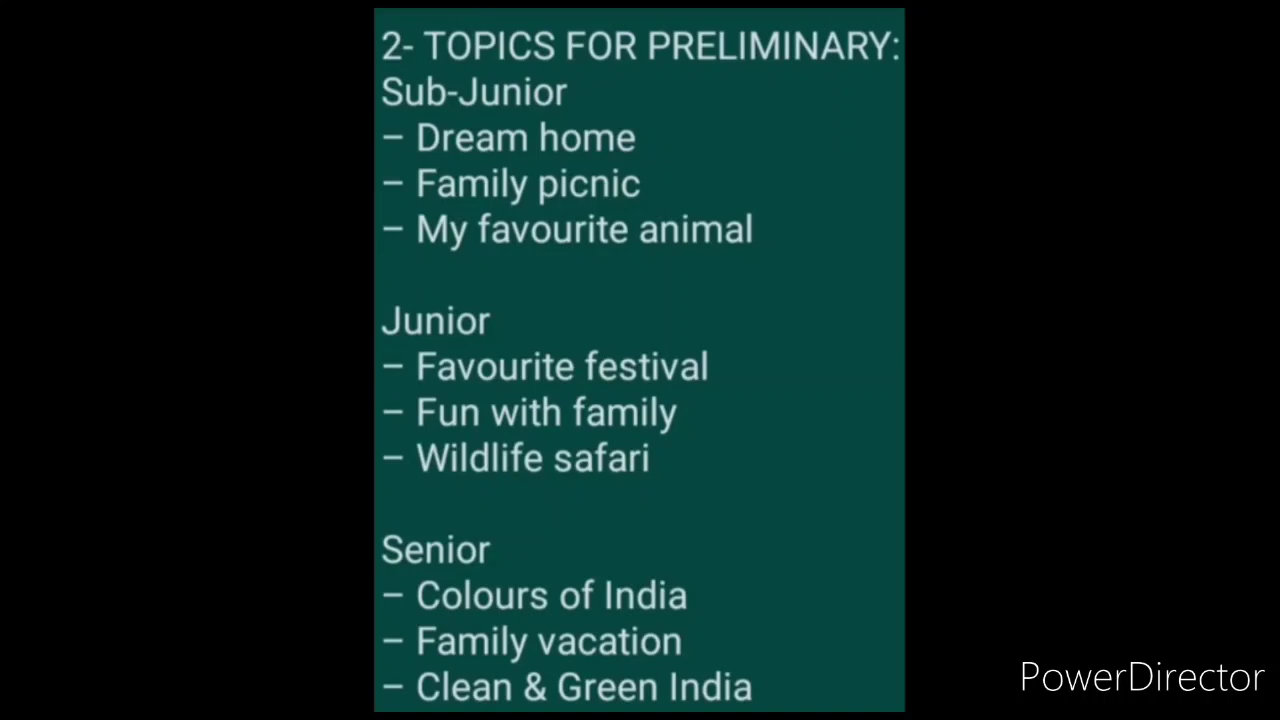 2- TOPICS FOR PRELIMINARY:
Sub-Junior
– Dream home
– Family picnic
– My favourite animal
Junior
– Favourite festival
– Fun with family
– Wildlife safari
Senior
– Colours of India
– Family vacation
– Clean & Green India
PowerDirector